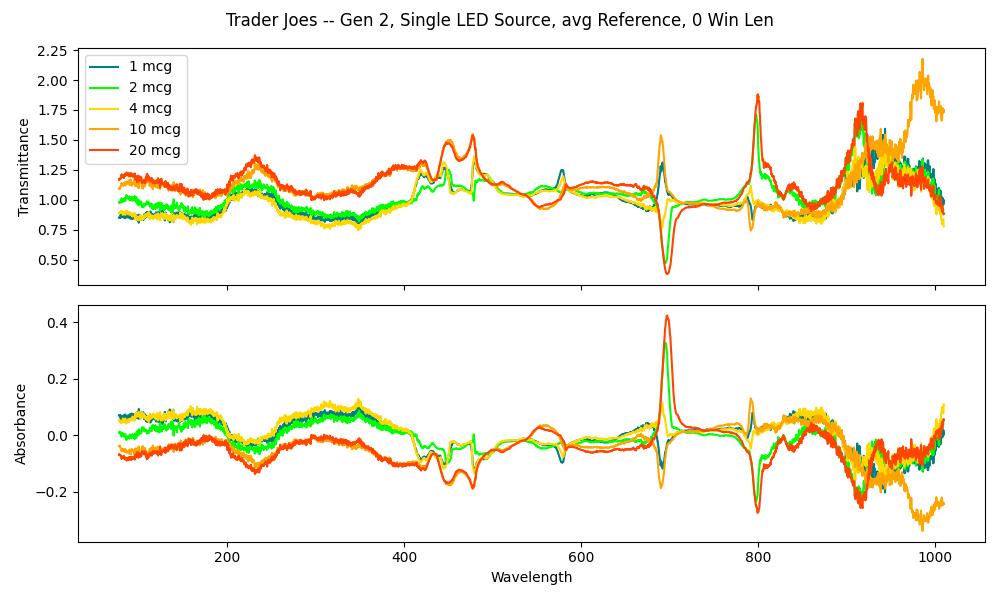 Trader Joes -- Gen 2, Single LED Source, avg Reference, 0 Win Len
2.25
2.00
1.75
1.50
1.25
1.00
0.75
0.50
Transmittance
1 mcg
2 mcg
4 mcg
10 mcg
20 mcg
0.4
0.2
0.0
−0.2
Absorbance
200 400 600 800 1000
Wavelength